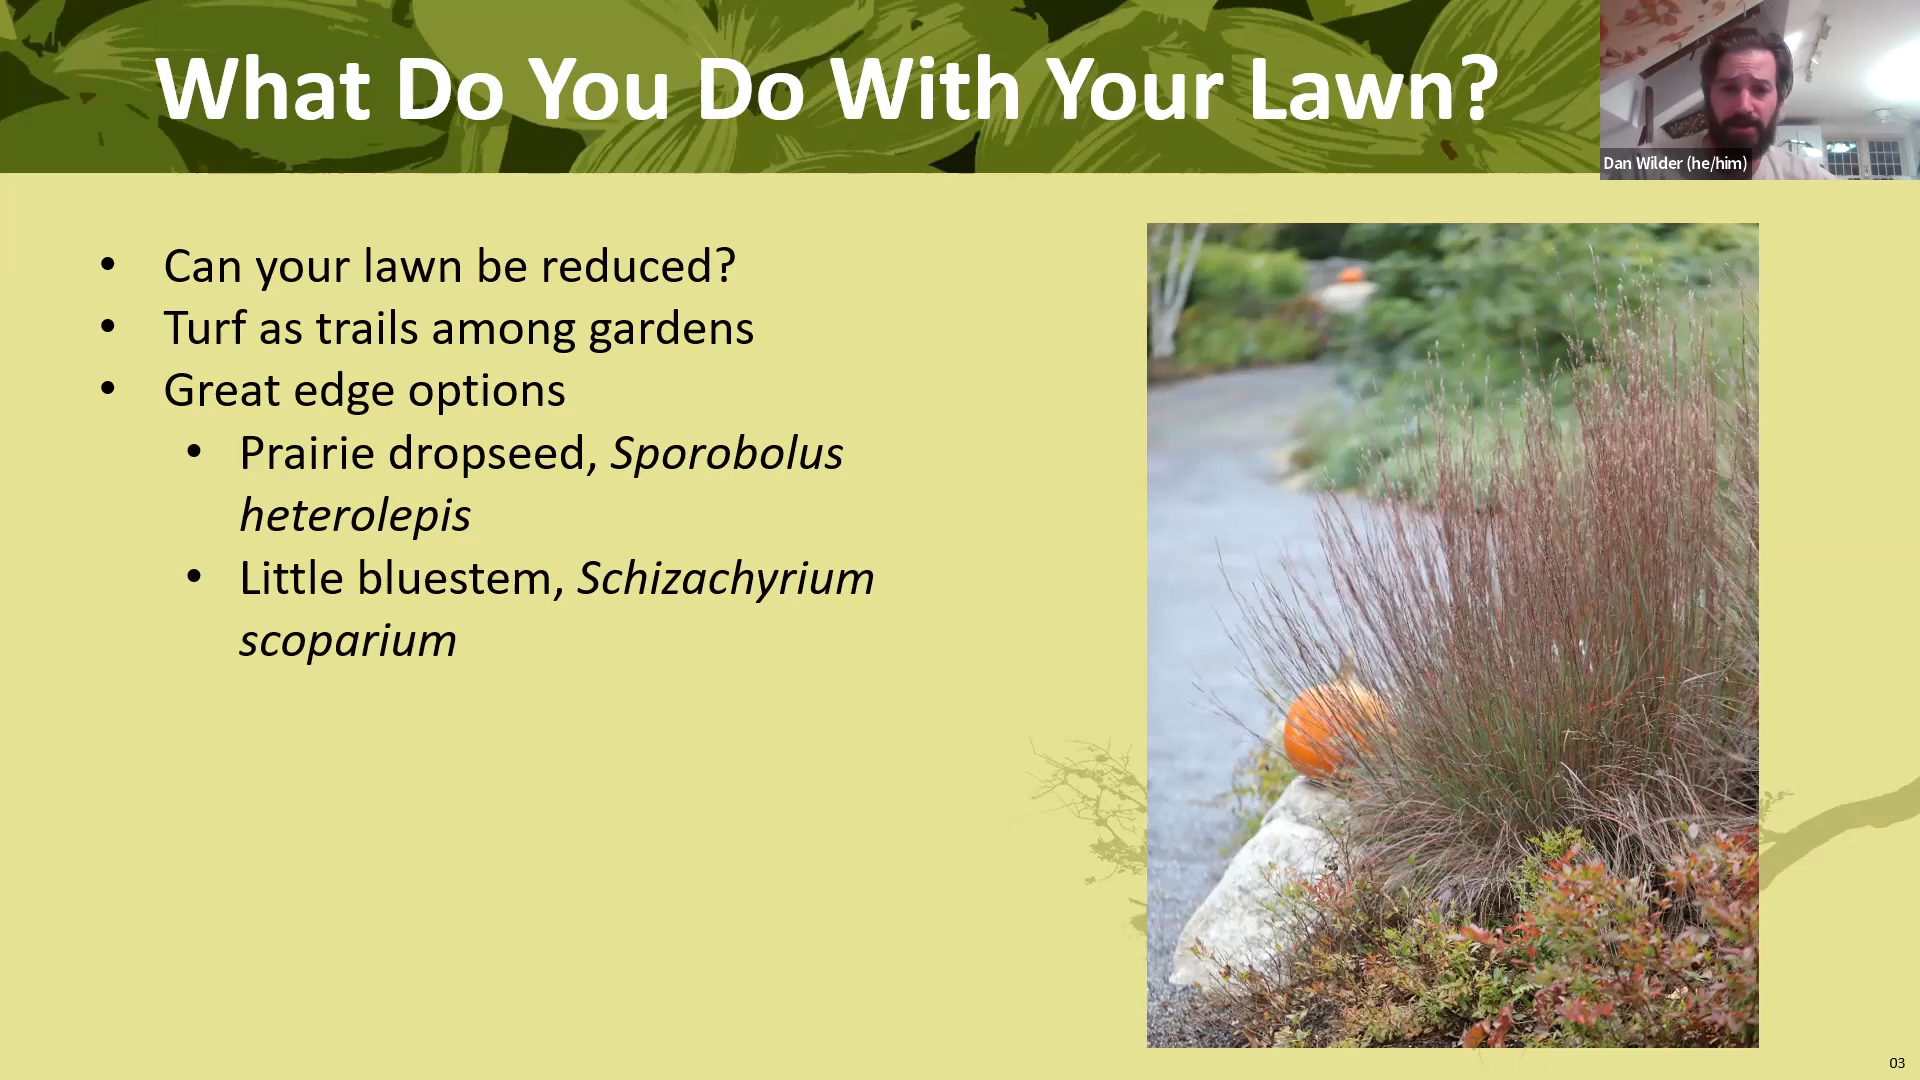 What Do You Do With Your Lawn?
Dan Wilder (he/him)
• Can your lawn be reduced?
• Turf as trails among gardens
• Great edge options
• Prairie dropseed, Sporobolus
heterolepis
• Little bluestem, Schizachyrium
scoparium
03